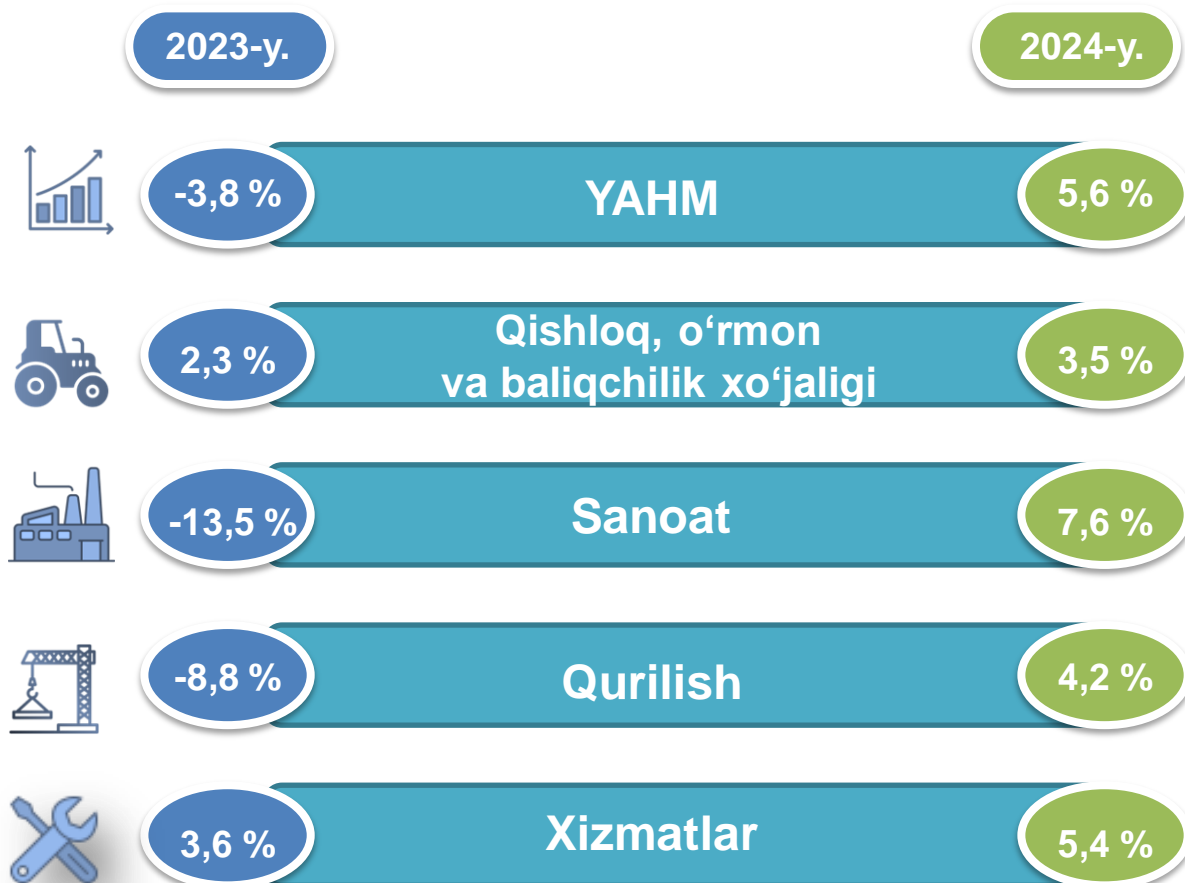 2023-y.
2024-y.
-3,8 %
YAHM
5,6 %
2,3 %
Qishloq, o‘rmon
va baliqchilik xo‘jaligi
3,5 %
-13,5 %
Sanoat
7,6 %
-8,8 %
Qurilish
4,2 %
3,6 %
Xizmatlar
5,4 %